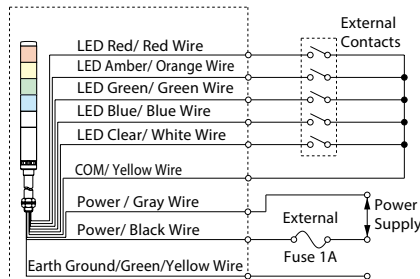 External
Contacts
LED Red/ Red Wire
LED Amber/ Orange Wire
LED Green/ Green Wire
LED Blue/ Blue Wire
LED Clear/ White Wire
COM/ Yellow Wire
Power / Gray Wire
Power/ Black Wire
External
Fuse 1A
Power
Supply
Earth Ground/Green/Yellow Wire